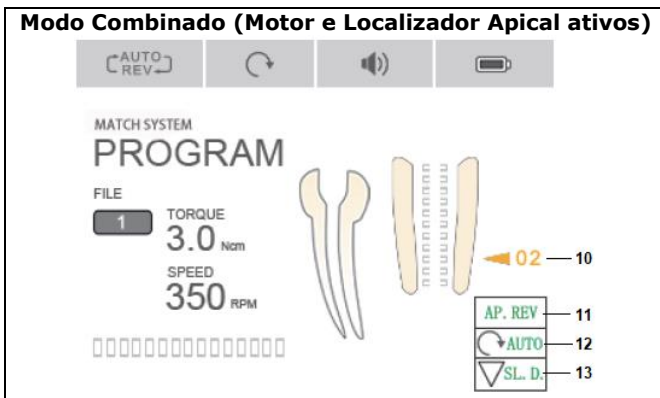 Modo Combinado (Motor e Localizador Apical ativos)
AUTO
REV
MATCH SYSTEM
PROGRAM
FILE
1
TORQUE
3.0 Ncm
SPEED
350 RPM
02 10
AP. REV 11
AUTO 12
SL. D. 13